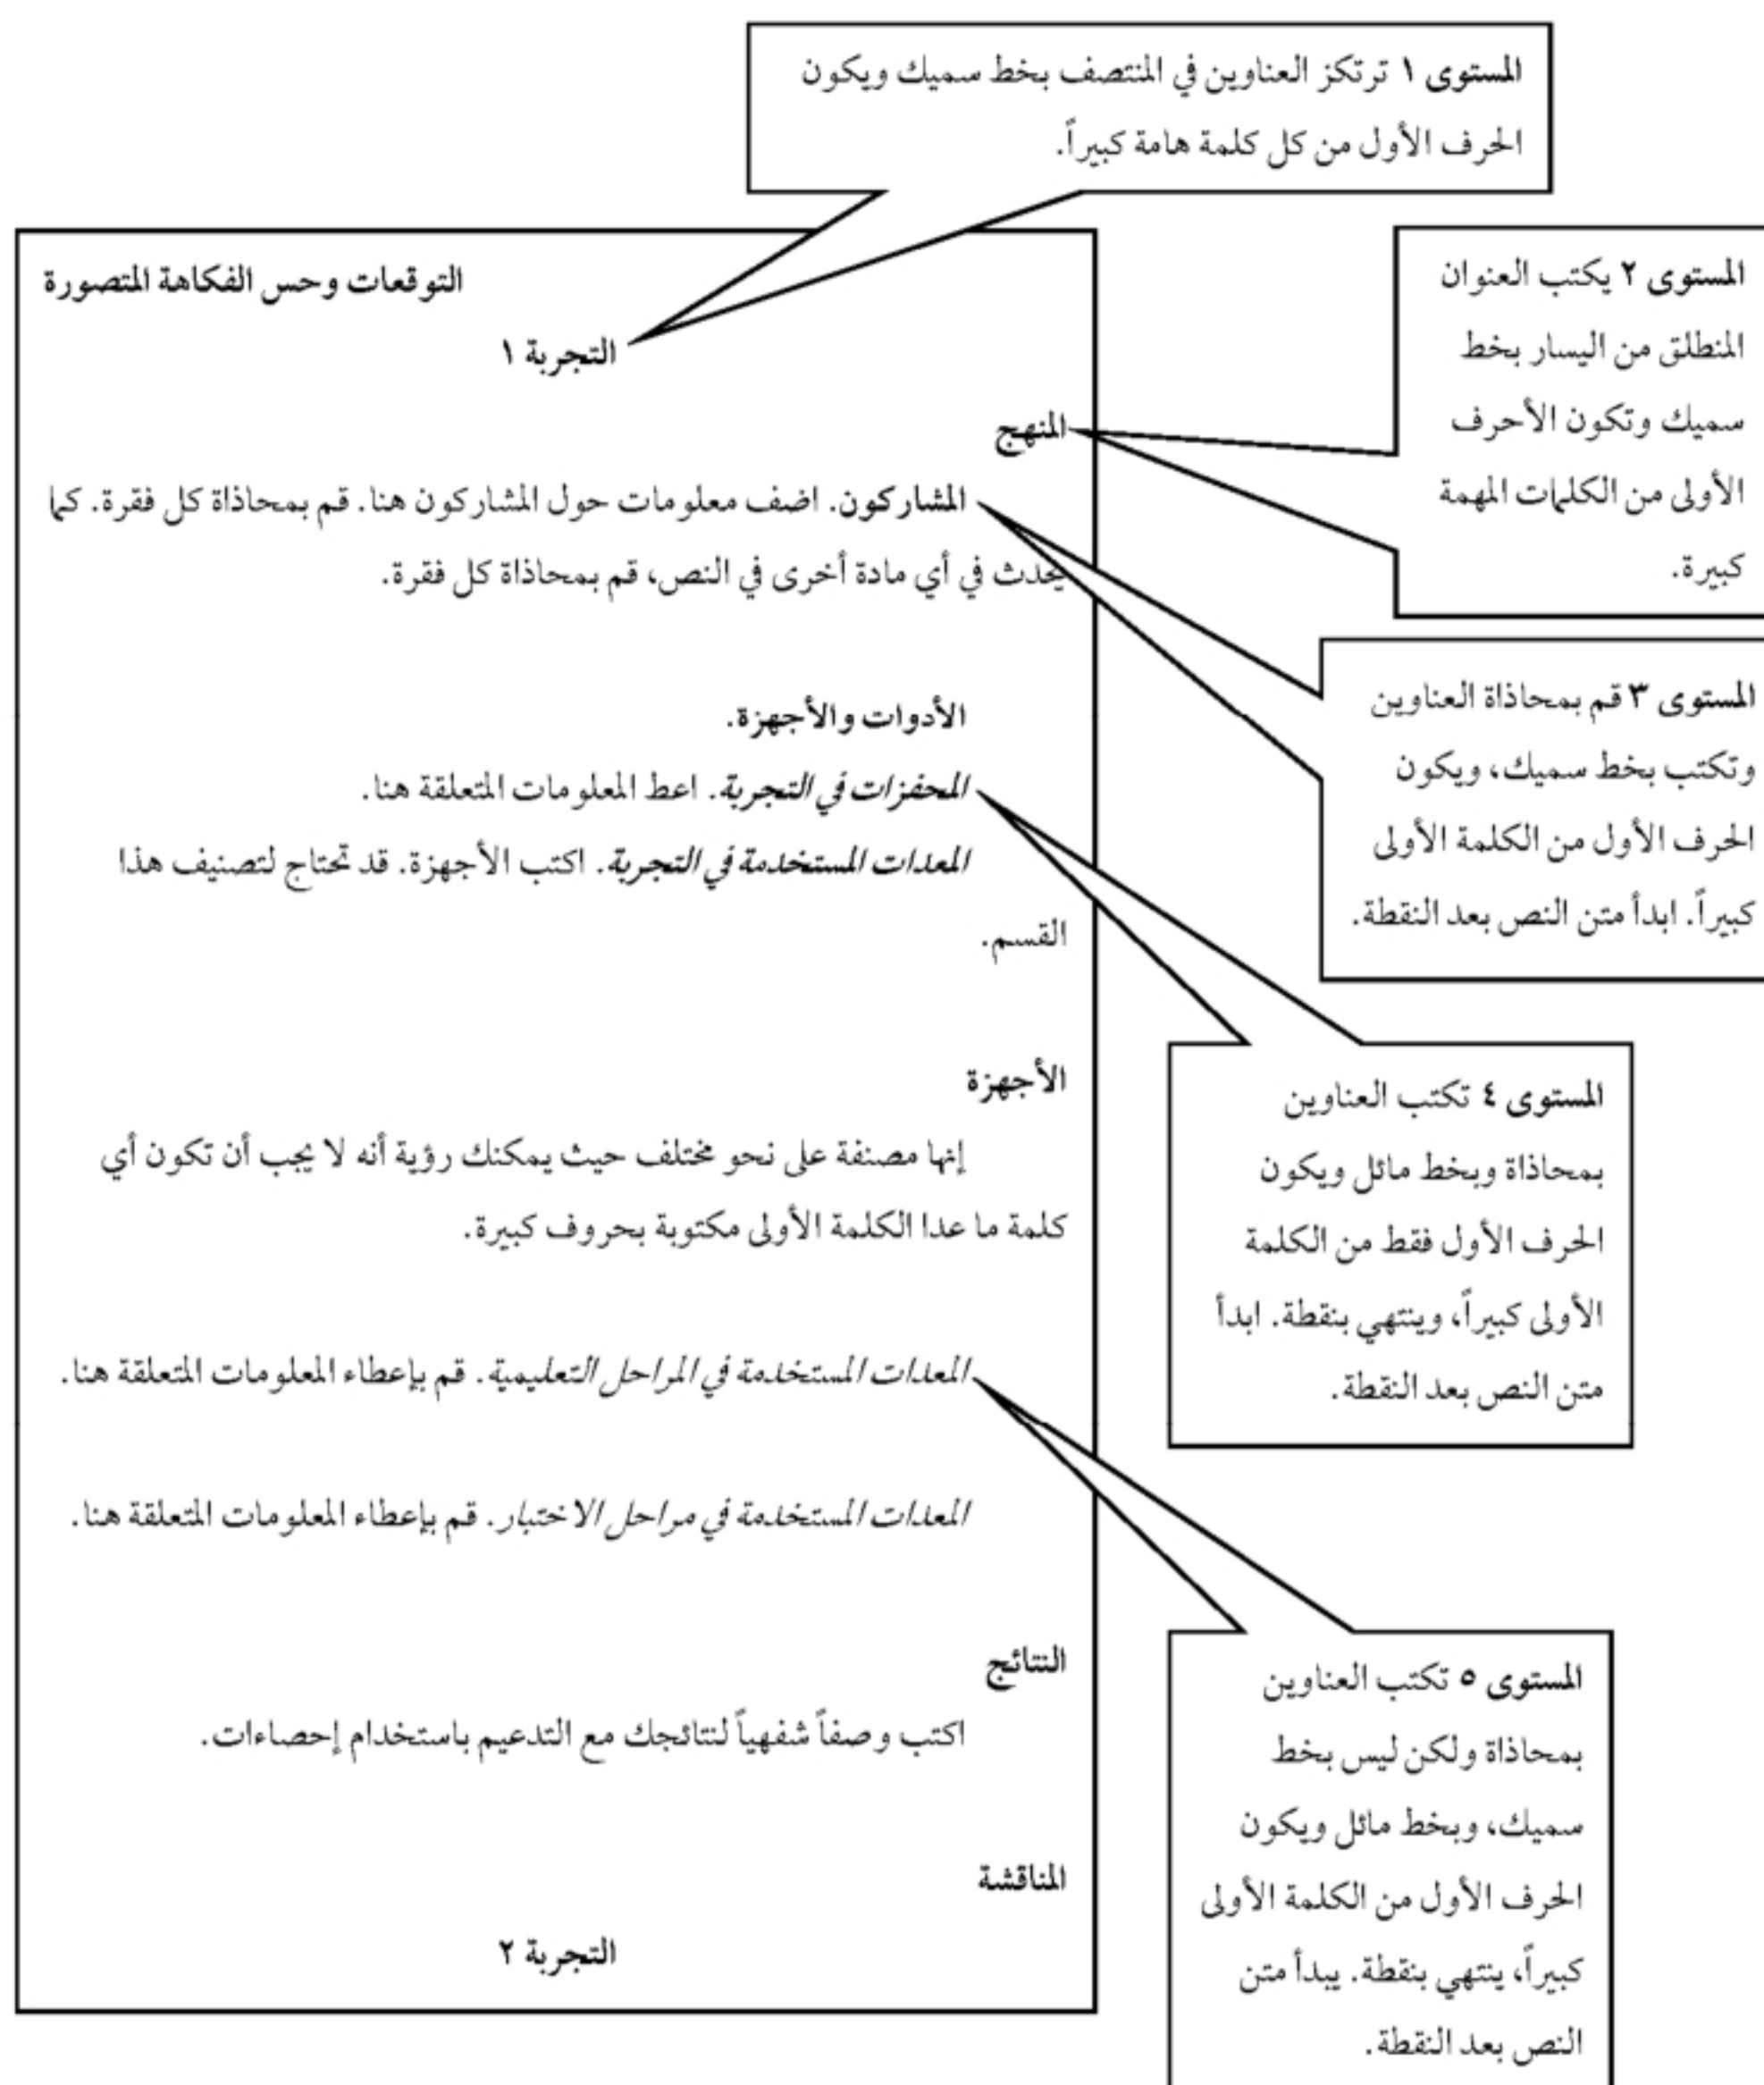 المستوى ١ ترتكز العناوين في المنتصف بخط سميك ويكون
الحرف الأول من كل كلمة هامة كبيراً.
التوقعات وحس الفكاهة المتصورة
التجربة ١
المنهج
المشاركون. اضف معلومات حول المشاركون هنا. قم بمحاذاة كل فقرة. كما
يحدث في أي مادة أخرى في النص، قم بمحاذاة كل فقرة.
الأدوات والأجهزة.
المحفزات في التجربة. اعط المعلومات المتعلقة هنا.
المعدات المستخدمة في التجربة. اكتب الأجهزة. قد تحتاج لتصنيف هذا
القسم.
الأجهزة
إنها مصنفة على نحو مختلف حيث يمكنك رؤية أنه لا يجب أن تكون أي
كلمة ما عدا الكلمة الأولى مكتوبة بحروف كبيرة.
المعدات المستخدمة في المراحل التعليمية. قم بإعطاء المعلومات المتعلقة هنا.
المعدات المستخدمة في مراحل الاختبار. قم بإعطاء المعلومات المتعلقة هنا.
النتائج
اكتب وصفاً شفهياً لنتائجك مع التدعيم باستخدام إحصاءات.
المناقشة
التجربة ٢
المستوى ٢ يكتب العنوان
المنطلق من اليسار بخط
سميك وتكون الأحرف
الأولى من الكلمات المهمة
كبيرة.
المستوى ٣ قم بمحاذاة العناوين
وتكتب بخط سميك، ويكون
الحرف الأول من الكلمة الأولى
كبيراً. ابدأ متن النص بعد النقطة.
المستوى ٤ تكتب العناوين
بمحاذاة وبخط مائل ويكون
الحرف الأول فقط من الكلمة
الأولى كبيراً، وينتهي بنقطة. ابدأ
متن النص بعد النقطة.
المستوى ٥ تكتب العناوين
بمحاذاة ولكن ليس بخط
سميك، وبخط مائل ويكون
الحرف الأول من الكلمة الأولى
كبيراً، ينتهي بنقطة. يبدأ متن
النص بعد النقطة.